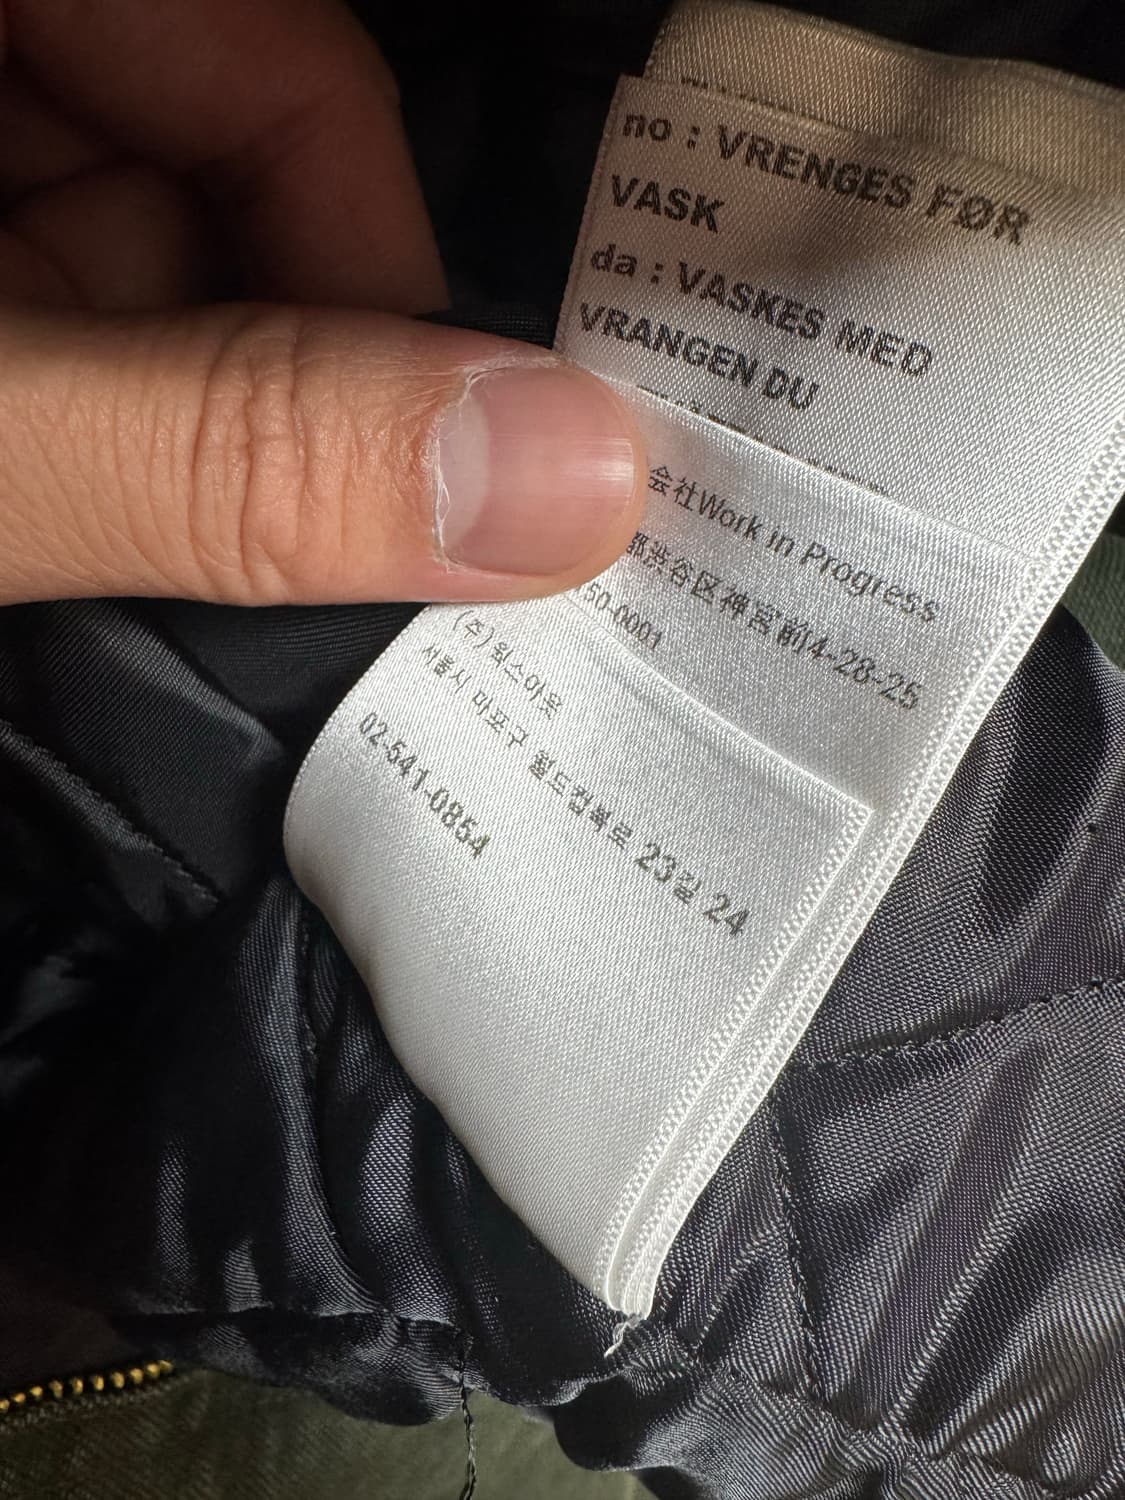 no : VRENGES FØR
VASK
da : VASKES MED
VRANGEN DU
会社Work in Progress
都渋谷区神宮前4-28-25
50-0001
(주) 웍스아웃
서울시 마포구 월드컵북로 23길 24
02-541-0854